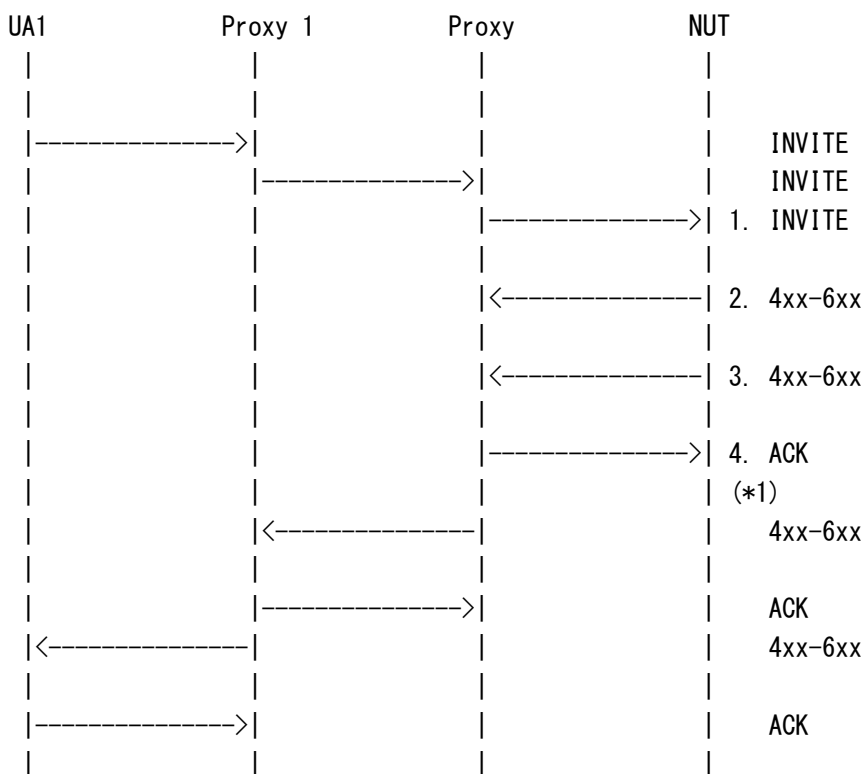 UA1 Proxy 1 Proxy NUT
INVITE
INVITE
1. INVITE
2. 4xx-6xx
3. 4xx-6xx
4. ACK
(*1)
4xx-6xx
ACK
4xx-6xx
ACK